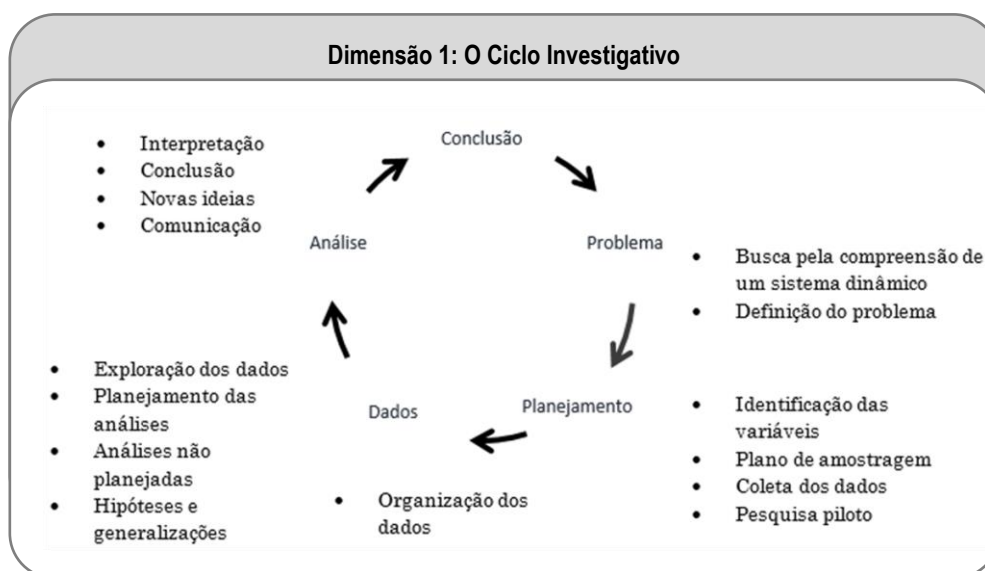 Dimensão 1: O Ciclo Investigativo
Conclusão
• Interpretação
• Conclusão
• Novas ideias
• Comunicação
Problema
• Busca pela compreensão de
um sistema dinâmico
• Definição do problema
Planejamento
• Identificação das
variáveis
• Plano de amostragem
• Coleta dos dados
• Pesquisa piloto
Dados
• Organização dos
dados
Análise
• Exploração dos dados
• Planejamento das
análises
• Análises não
planejadas
• Hipóteses e
generalizações